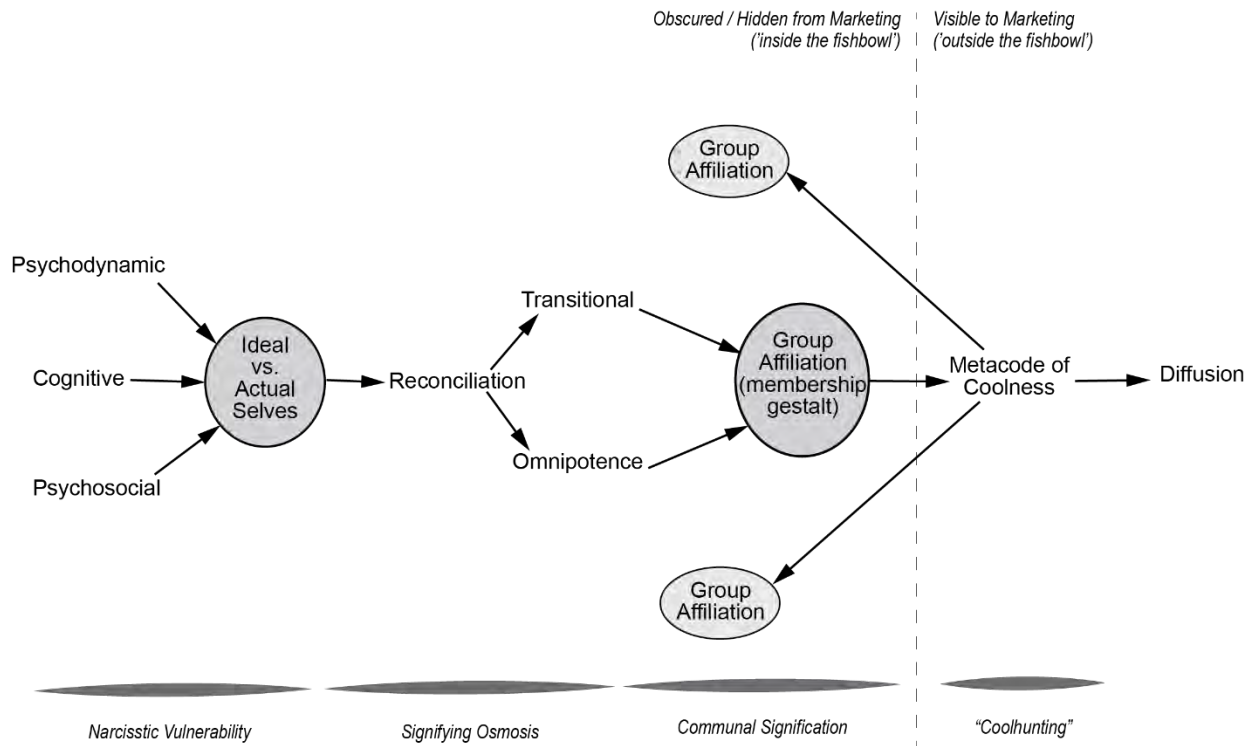 Obscured / Hidden from Marketing
('inside the fishbowl')
Visible to Marketing
('outside the fishbowl')
Group
Affiliation
Psychodynamic
Cognitive
Psychosocial
Ideal
vs.
Actual
Selves
Reconciliation
Transitional
Omnipotence
Group
Affiliation
(membership
gestalt)
Metacode of
Coolness
Diffusion
Group
Affiliation
Narcisstic Vulnerability
Signifying Osmosis
Communal Signification
“Coolhunting”